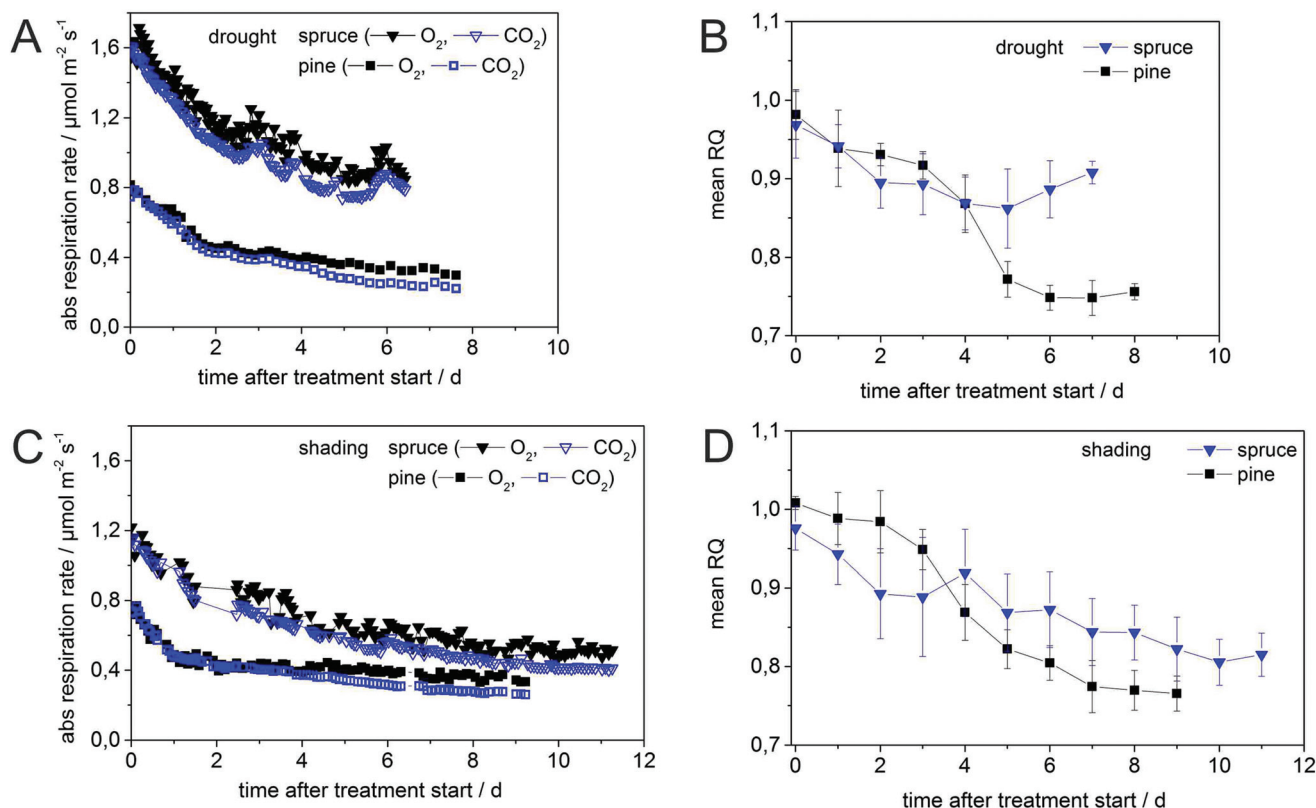 A
drought spruce (▼ O₂, ▽ CO₂)
pine (■ O₂, □ CO₂)
abs respiration rate / µmol m⁻² s⁻¹
1,6
1,2
0,8
0,4
0,0
0 2 4 6 8 10
time after treatment start / d
B
drought spruce
pine
mean RQ
1,1
1,0
0,9
0,8
0,7
0 2 4 6 8 10
time after treatment start / d
C
shading spruce (▼ O₂, ▽ CO₂)
pine (■ O₂, □ CO₂)
abs respiration rate / µmol m⁻² s⁻¹
1,6
1,2
0,8
0,4
0,0
0 2 4 6 8 10 12
time after treatment start / d
D
shading spruce
pine
mean RQ
1,1
1,0
0,9
0,8
0,7
0 2 4 6 8 10 12
time after treatment start / d